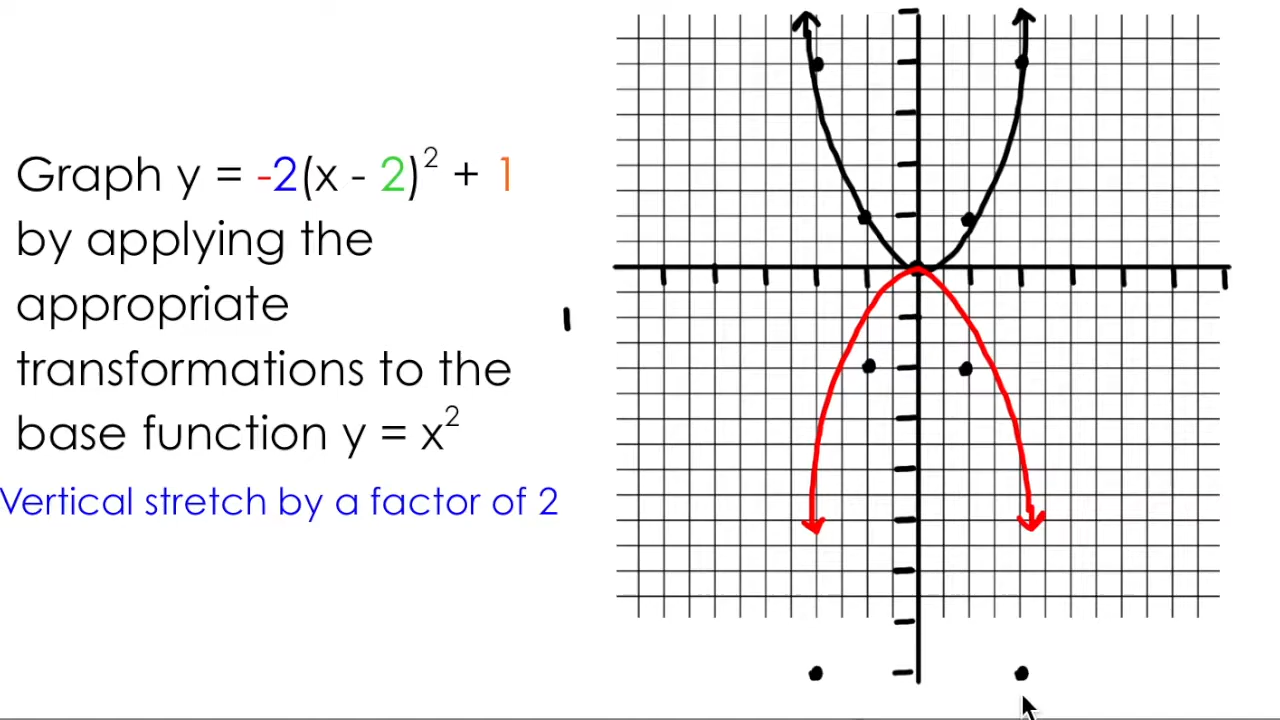 Graph y = -2(x - 2)² + 1
by applying the
appropriate
transformations to the
base function y = x²
Vertical stretch by a factor of 2